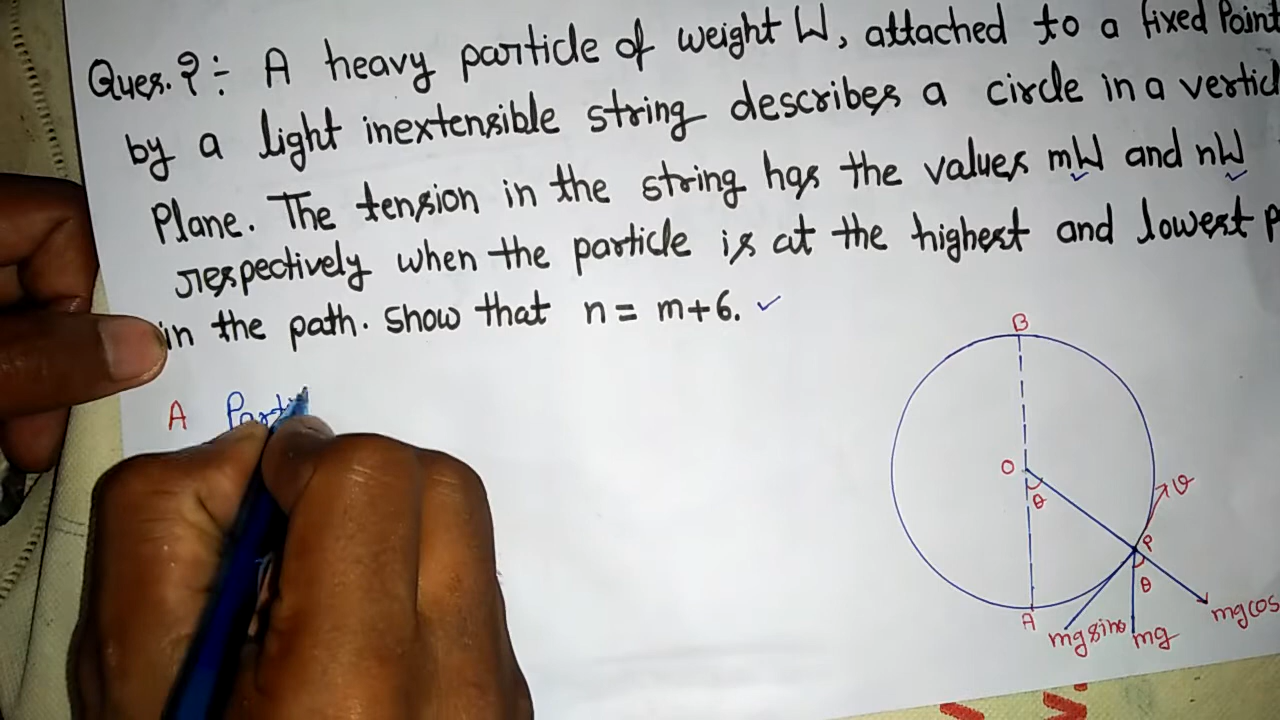 Ques.?:- A heavy particle of weight W, attached to a fixed Point
by a light inextensible string describes a circle in a
Plane. The tension in the string has the values mW and nW
respectively when the particle is at the highest and lowest
in the path. Show that n = m+6.
A
B
O
θ
v
P
θ
A
mg sinθ
mg
mg cos